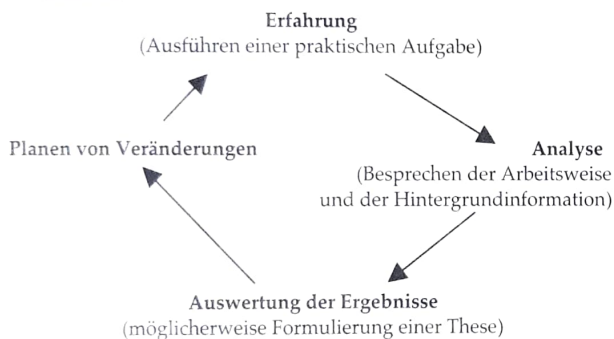 Erfahrung
(Ausführen einer praktischen Aufgabe)
Planen von Veränderungen
Analyse
(Besprechen der Arbeitsweise
und der Hintergrundinformation)
Auswertung der Ergebnisse
(möglicherweise Formulierung einer These)